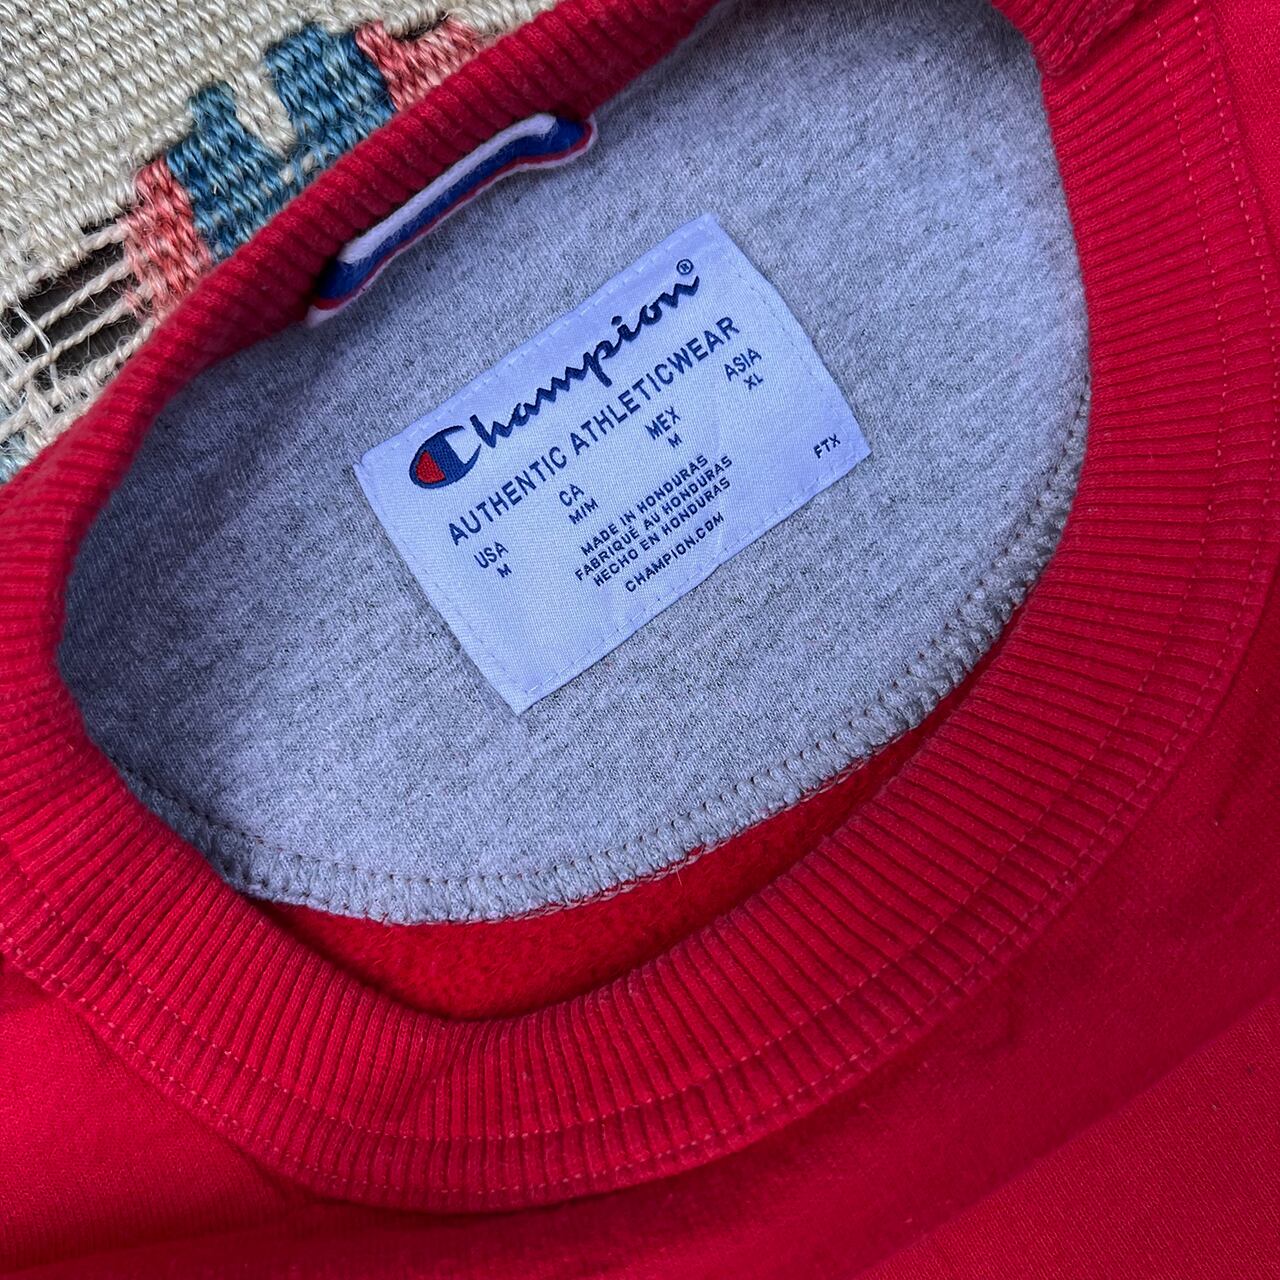 Champion®
AUTHENTIC ATHLETICWEAR
USA CA MEX ASIA
M M/M M XL
MADE IN HONDURAS
FABRIQUÉ AU HONDURAS
HECHO EN HONDURAS
CHAMPION.COM
FTX